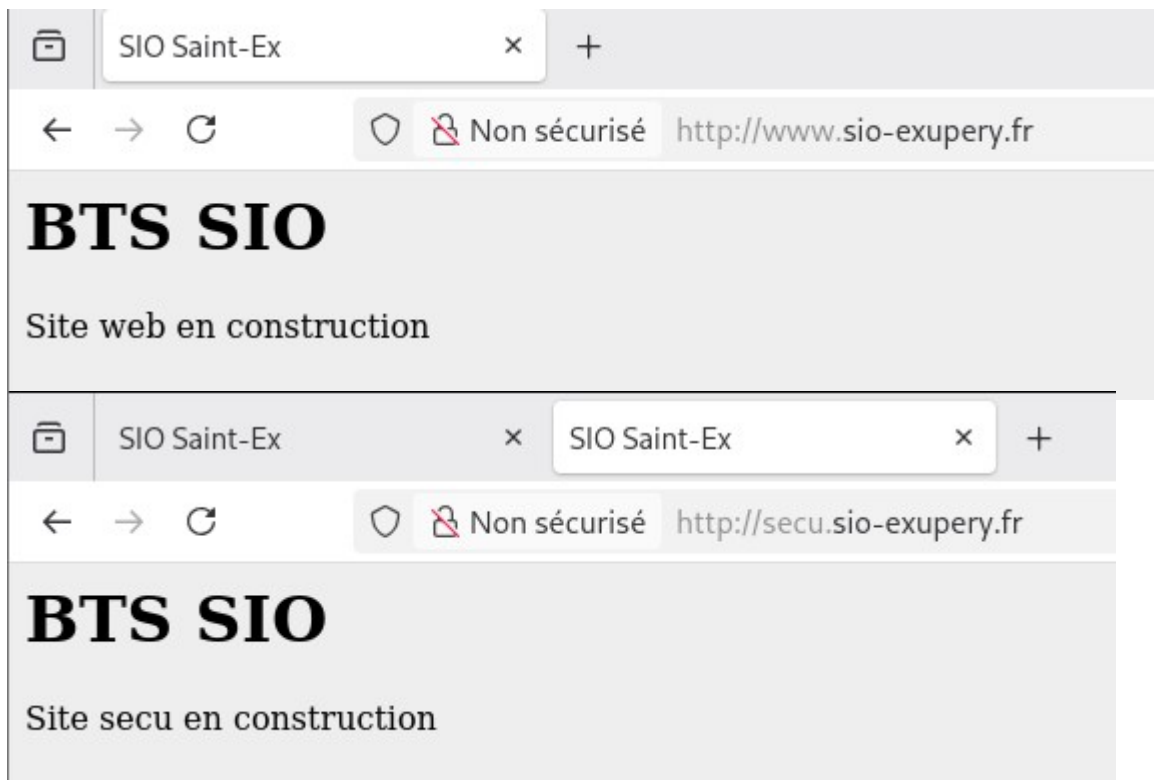 SIO Saint-Ex
Non sécurisé http://www.sio-exupery.fr
BTS SIO
Site web en construction
SIO Saint-Ex SIO Saint-Ex
Non sécurisé http://secu.sio-exupery.fr
BTS SIO
Site secu en construction